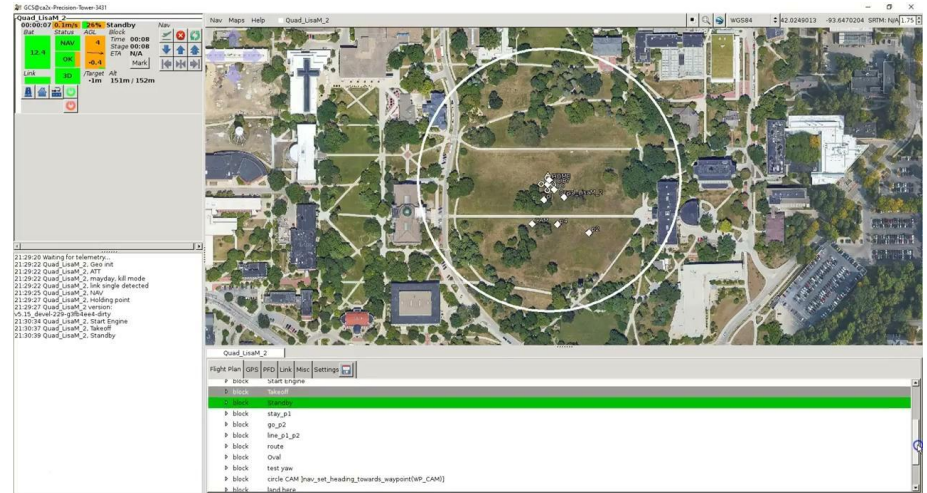 GCS@ca2c-Precision-Tower-3431
Quad_LisaM_2
00:00:07 0.1m/s 26% Standby Nav
Bat Status AGL Block
Time 00:08
Stage 00:08
ETA N/A
Mark
12.4 NAV 4
OK -0.4
Link 3D /Target Alt
-1m 151m / 152m
Nav Maps Help Quad_LisaM_2 WGS84 42.0249013 -93.6470204 SRTM: N/A 1.75
HOME
p2
21:29:20 Waiting for telemetry...
21:29:22 Quad_LisaM_2, Geo init
21:29:22 Quad_LisaM_2, ATT
21:29:22 Quad_LisaM_2, mayday, kill mode
21:29:22 Quad_LisaM_2, link single detected
21:29:25 Quad_LisaM_2, NAV
21:29:27 Quad_LisaM_2, Holding point
21:29:27 Quad_LisaM_2 version:
v5.15_devel-229-g3fb4ee4-dirty
21:30:34 Quad_LisaM_2, Start Engine
21:30:37 Quad_LisaM_2, Takeoff
21:30:39 Quad_LisaM_2, Standby
Quad_LisaM_2
Flight Plan GPS PFD Link Misc Settings
block Start Engine
block Takeoff
block Standby
block stay_p1
block go_p2
block line_p1_p2
block route
block Oval
block test yaw
block circle CAM ]nav_set_heading_towards_waypoint(WP_CAM)]
block land here